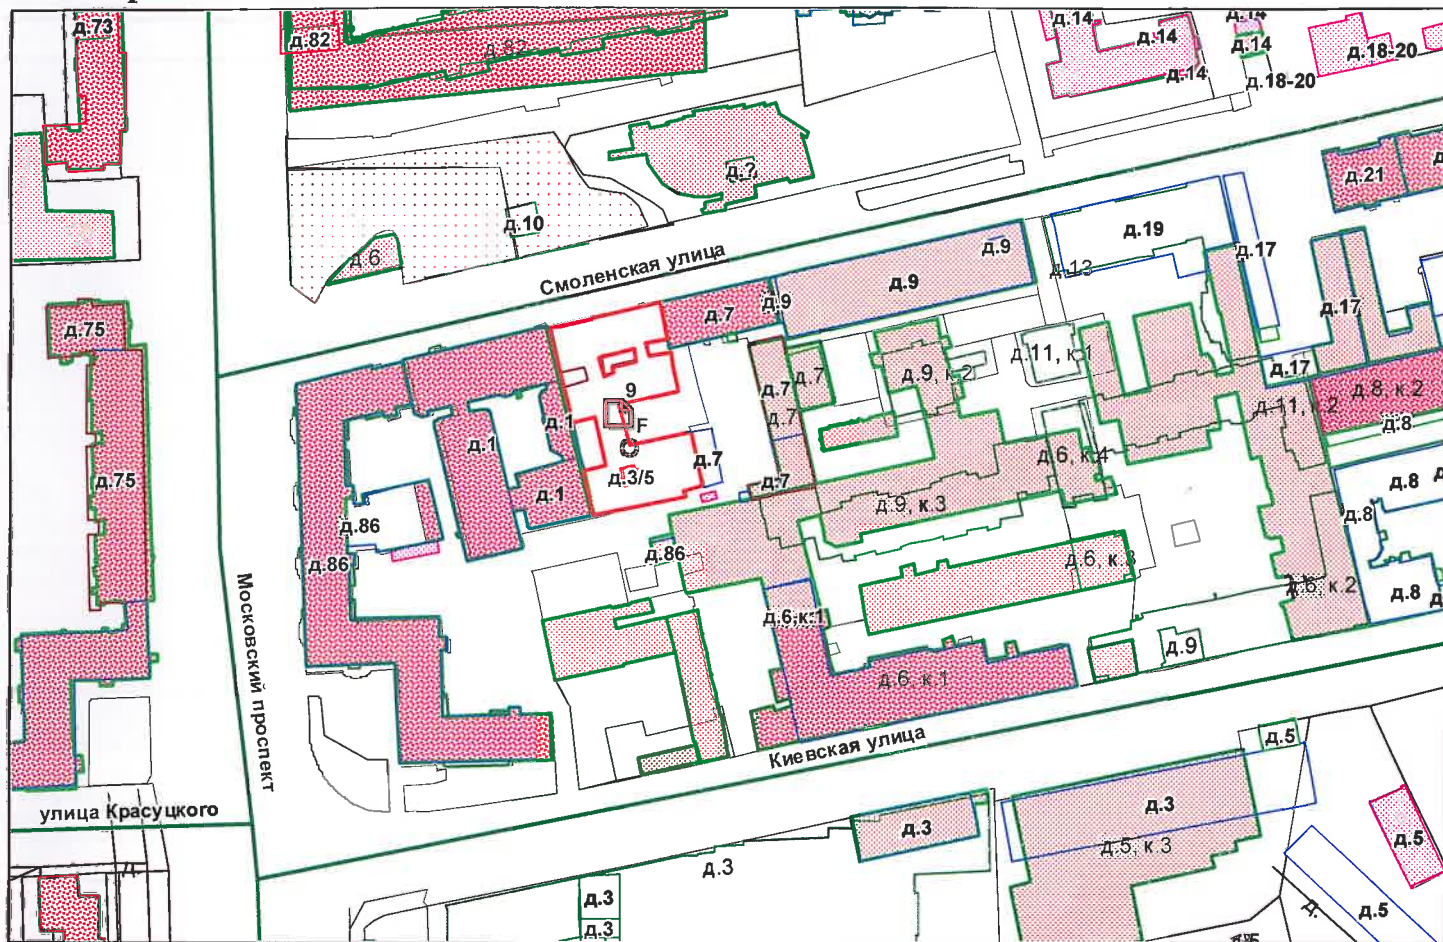 д.73
д.82
д.82
д.14
д.14
д.14
д.14
д.14
д.18-20
д.18-20
д.?
д.10
д.6
Смоленская улица
д.9
д.9
д.9
д.19
д.13
д.17
д.21
д.75
д.7
д.17
д.11, к.1
д.9, к.2
д.7
д.7
д.7
д.17
д.8, к.2
д.11, к.2
д.8
9
F
д.1
д.1
д.1
д.3/5
д.7
д.7
д.6, к.4
д.75
д.86
д.86
д.9, к.3
д.86
д.6, к.3
д.8
д.8
д.6, к.2
д.8
д.6, к.1
д.9
д.6, к.1
Московский проспект
Киевская улица
д.5
улица Красуцкого
д.3
д.3
д.5, к.3
д.5
д.3
д.3
д.3
д.5